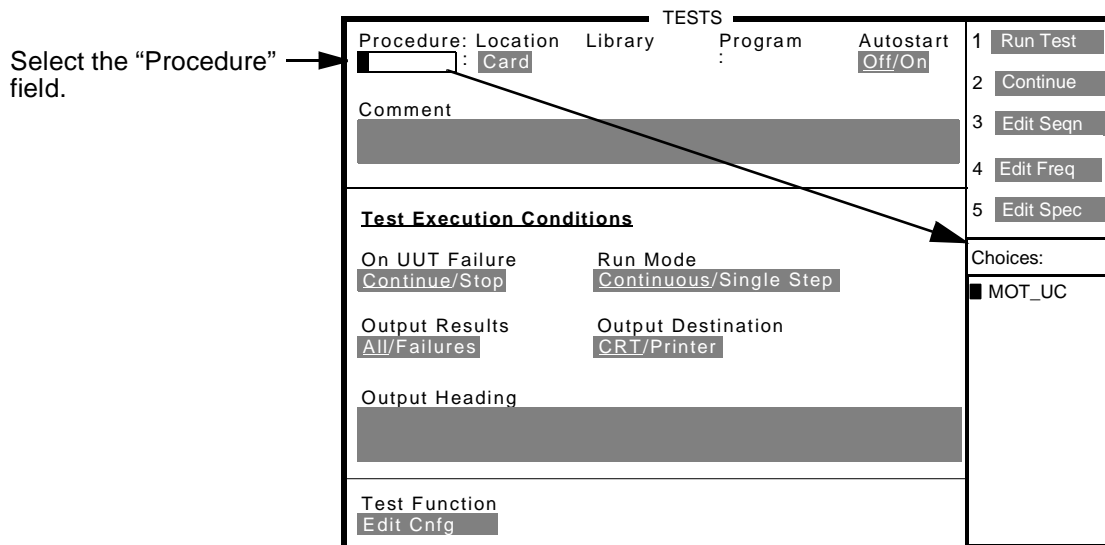 TESTS
Select the “Procedure” field.
Procedure: Location Library Program Autostart
: Card : Off/On
Comment
Test Execution Conditions
On UUT Failure Run Mode
Continue/Stop Continuous/Single Step
Output Results Output Destination
All/Failures CRT/Printer
Output Heading
Test Function
Edit Cnfg
1 Run Test
2 Continue
3 Edit Seqn
4 Edit Freq
5 Edit Spec
Choices:
MOT_UC